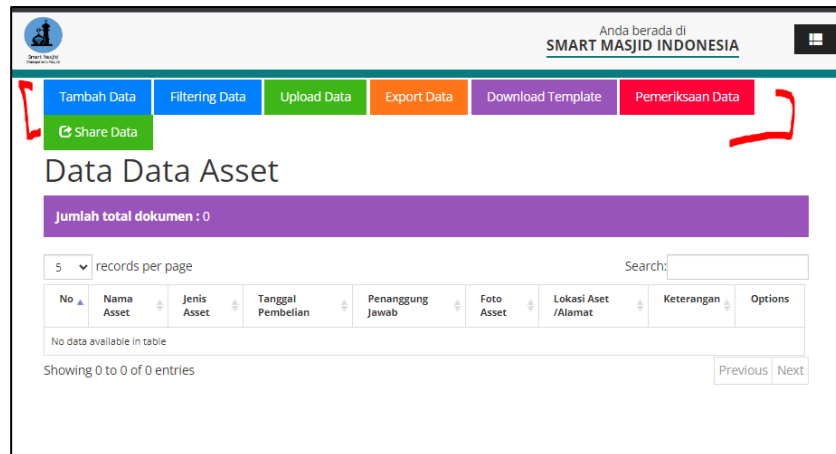 Anda berada di
SMART MASJID INDONESIA
Smart Masjid
Tambah Data Filtering Data Upload Data Export Data Download Template Pemeriksaan Data
Share Data
Data Data Asset
Jumlah total dokumen : 0
5 records per page Search:
No Nama Asset Jenis Asset Tanggal Pembelian Penanggung Jawab Foto Asset Lokasi Aset /Alamat Keterangan Options
No data available in table
Showing 0 to 0 of 0 entries Previous Next